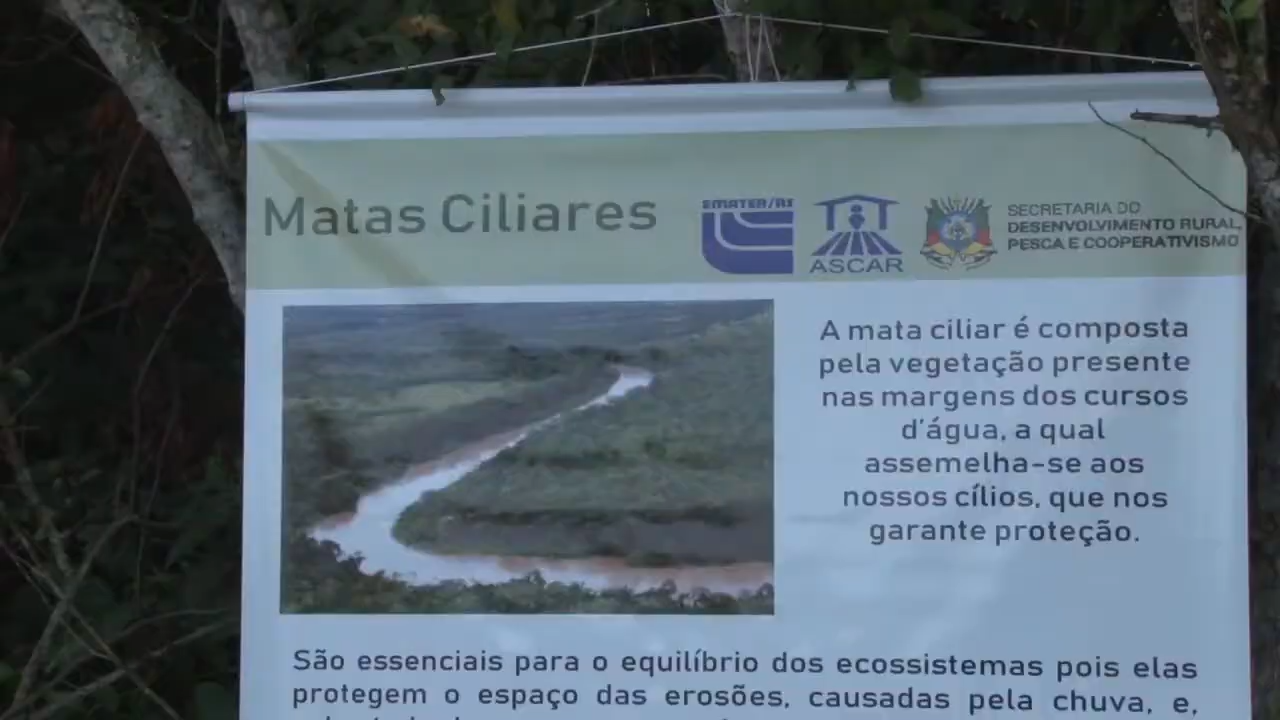 Matas Ciliares
EMATER/RS
ASCAR
SECRETARIA DO
DESENVOLVIMENTO RURAL,
PESCA E COOPERATIVISMO
A mata ciliar é composta
pela vegetação presente
nas margens dos cursos
d'água, a qual
assemelha-se aos
nossos cílios, que nos
garante proteção.
São essenciais para o equilíbrio dos ecossistemas pois elas
protegem o espaço das erosões, causadas pela chuva, e,